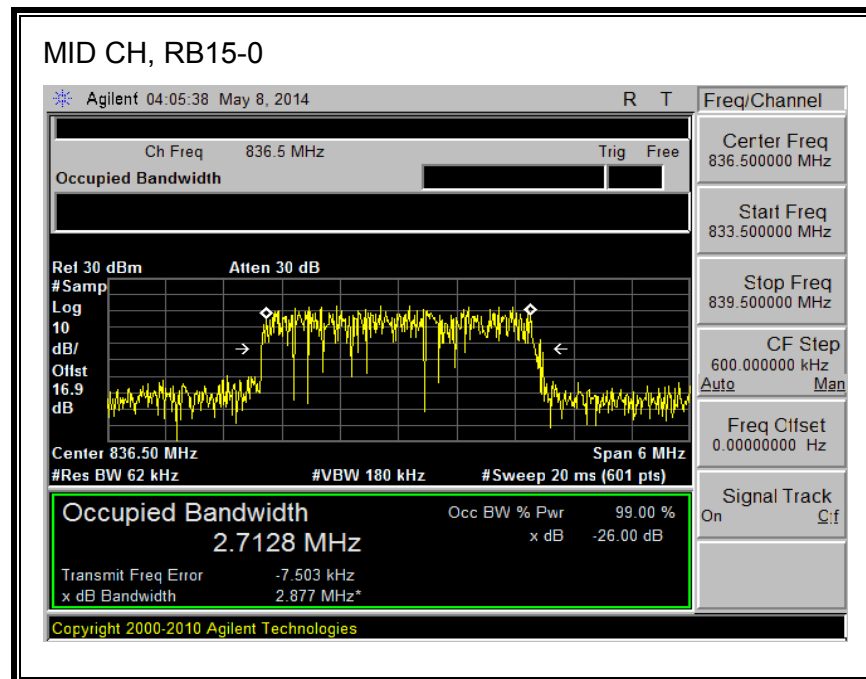 MID CH, RB15-0
Agilent 04:05:38 May 8, 2014 R T
Freq/Channel
Ch Freq 836.5 MHz Trig Free
Occupied Bandwidth
Center Freq
836.500000 MHz
Start Freq
833.500000 MHz
Stop Freq
839.500000 MHz
CF Step
600.000000 kHz
Auto Man
Freq Offset
0.00000000 Hz
Signal Track
On Off
Ref 30 dBm Atten 30 dB
#Samp
Log
10
dB/
Offst
16.9
dB
Center 836.50 MHz Span 6 MHz
#Res BW 62 kHz #VBW 180 kHz #Sweep 20 ms (601 pts)
Occupied Bandwidth Occ BW % Pwr 99.00 %
2.7128 MHz x dB -26.00 dB
Transmit Freq Error -7.503 kHz
x dB Bandwidth 2.877 MHz*
Copyright 2000-2010 Agilent Technologies